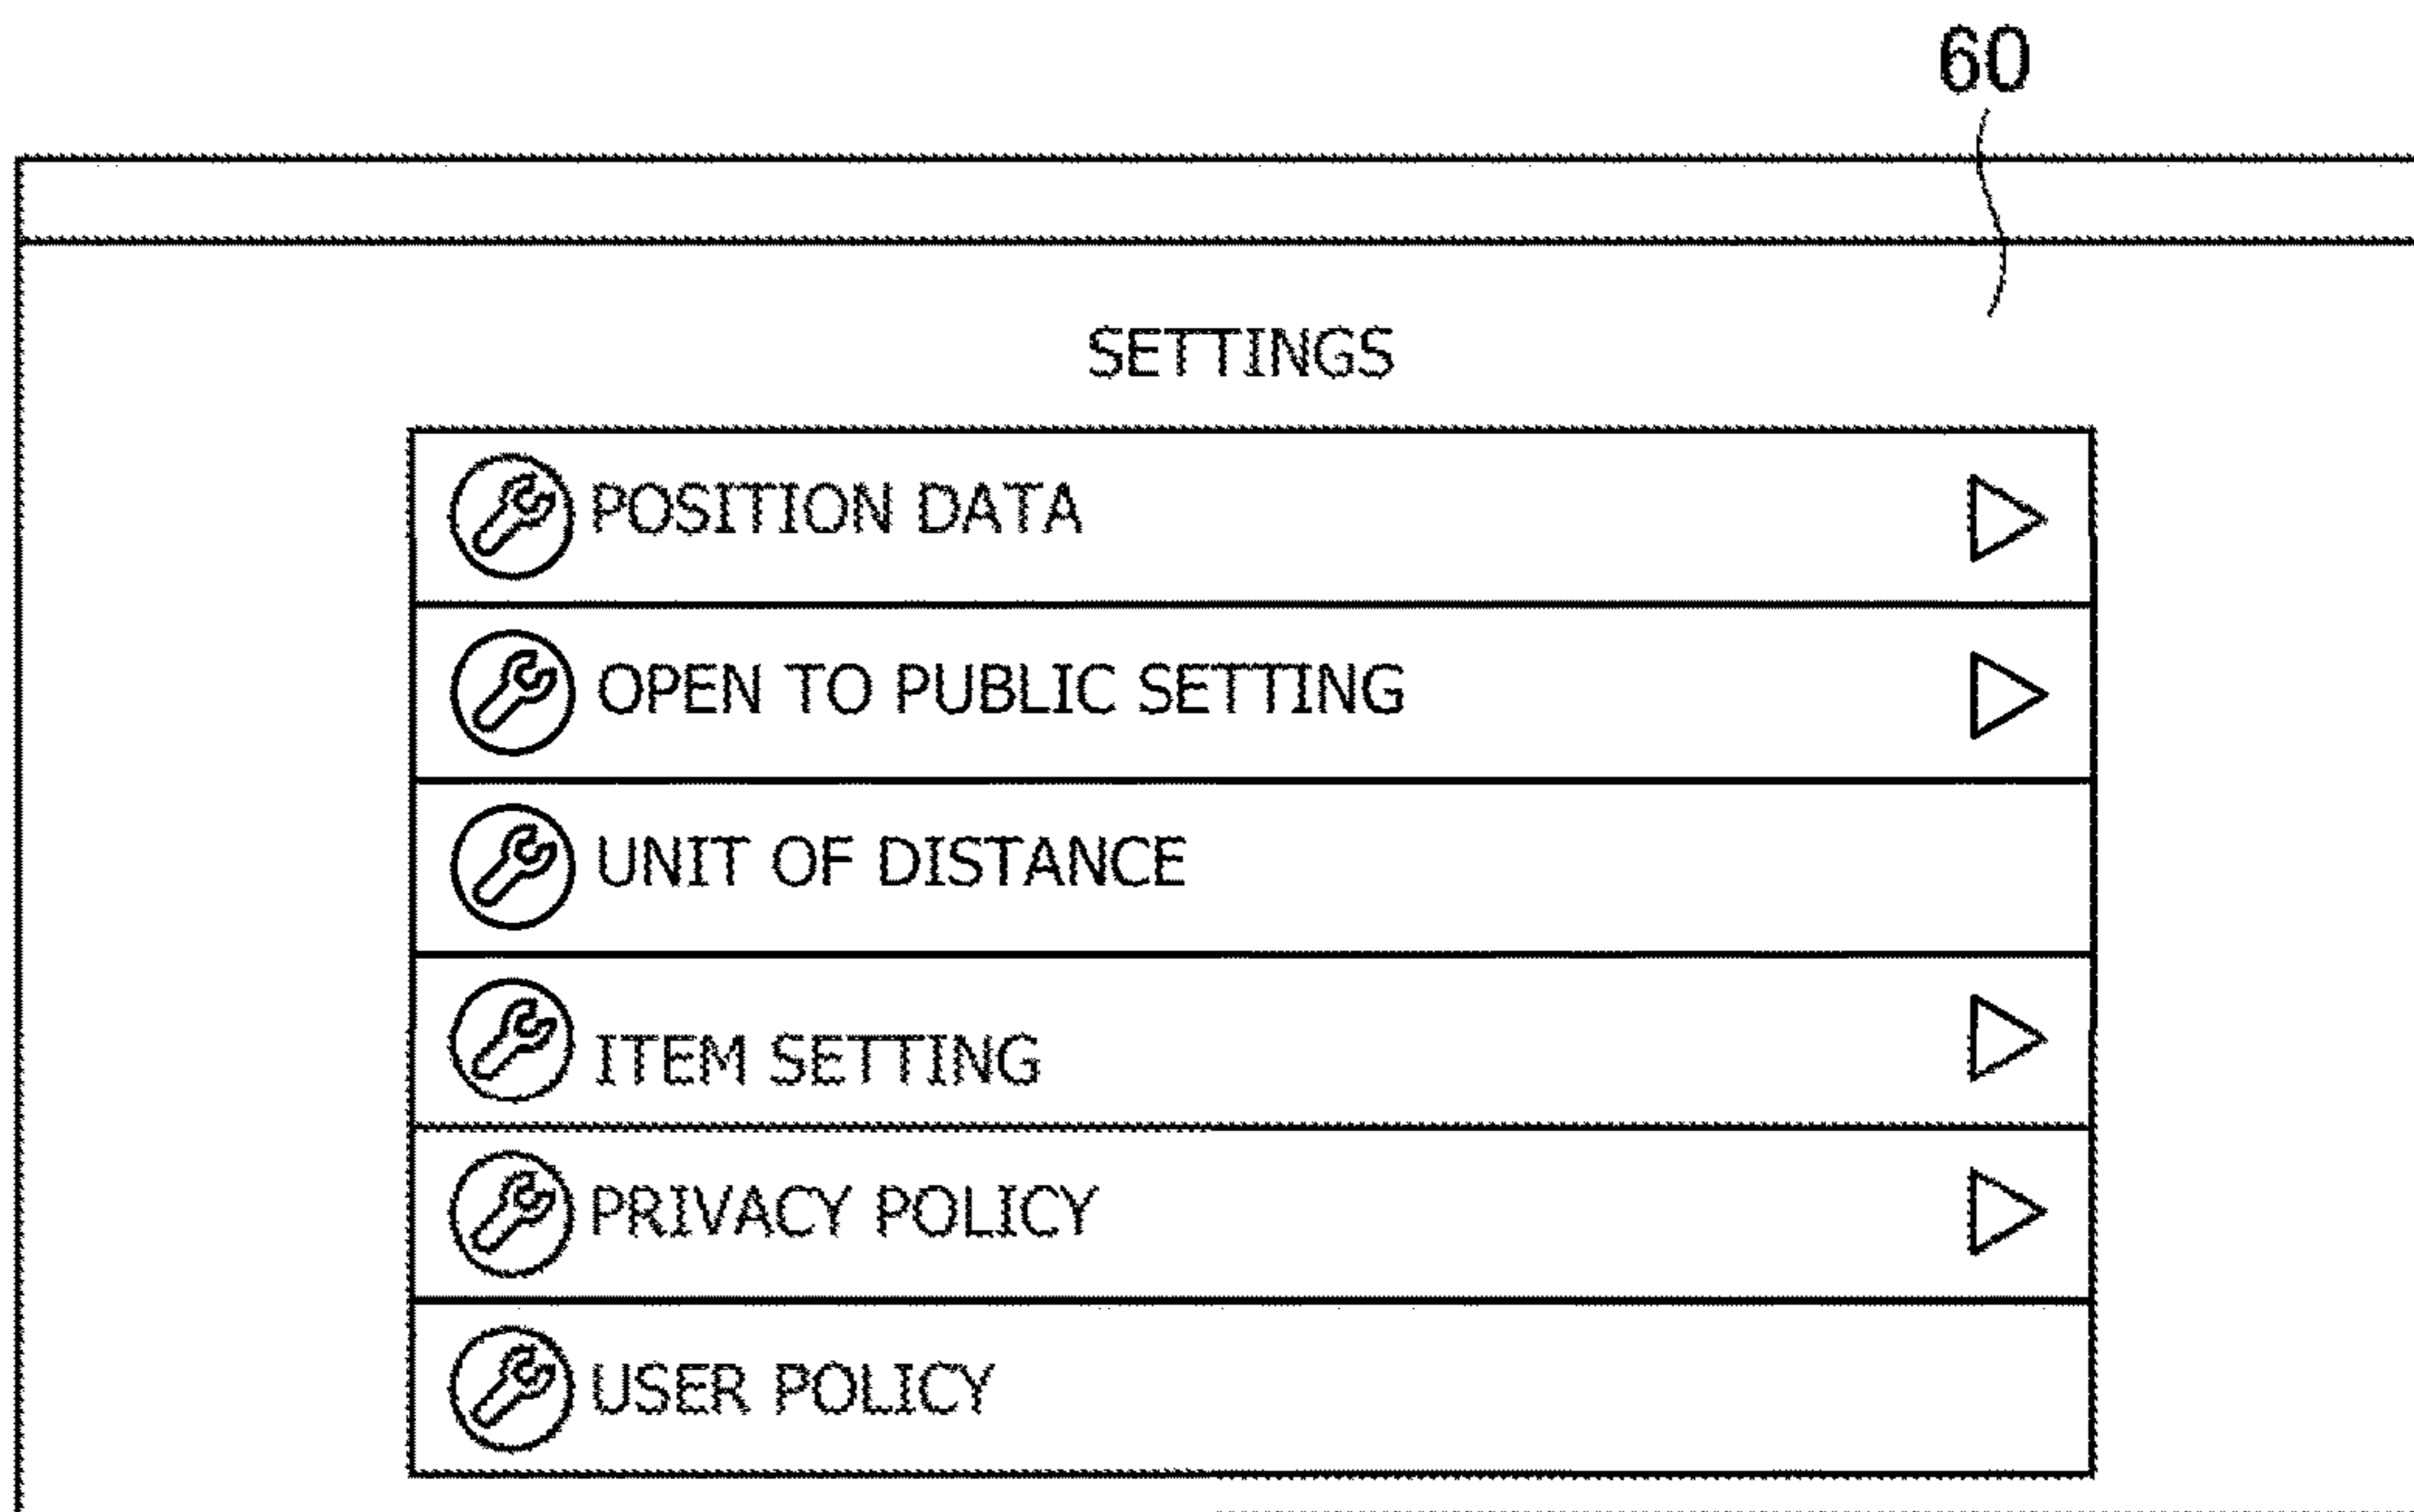 60
SETTINGS
POSITION DATA
OPEN TO PUBLIC SETTING
UNIT OF DISTANCE
ITEM SETTING
PRIVACY POLICY
USER POLICY